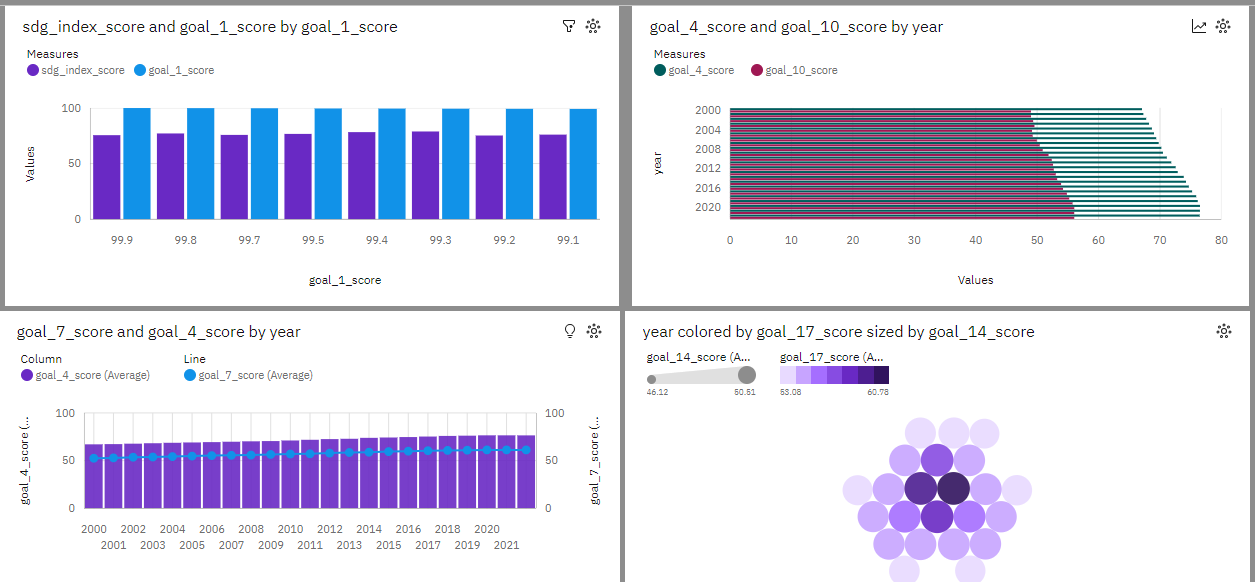 sdg_index_score and goal_1_score by goal_1_score
Measures
sdg_index_score goal_1_score
Values
100
50
0
99.9 99.8 99.7 99.5 99.4 99.3 99.2 99.1
goal_1_score
goal_4_score and goal_10_score by year
Measures
goal_4_score goal_10_score
year
2000
2004
2008
2012
2016
2020
0 10 20 30 40 50 60 70 80
Values
goal_7_score and goal_4_score by year
Column Line
goal_4_score (Average) goal_7_score (Average)
goal_4_score (...
100
50
0
100
50
0
goal_7_score (...
2000 2002 2004 2006 2008 2010 2012 2014 2016 2018 2020
2001 2003 2005 2007 2009 2011 2013 2015 2017 2019 2021
year colored by goal_17_score sized by goal_14_score
goal_14_score (A... goal_17_score (A...
46.12 50.51 53.08 60.78